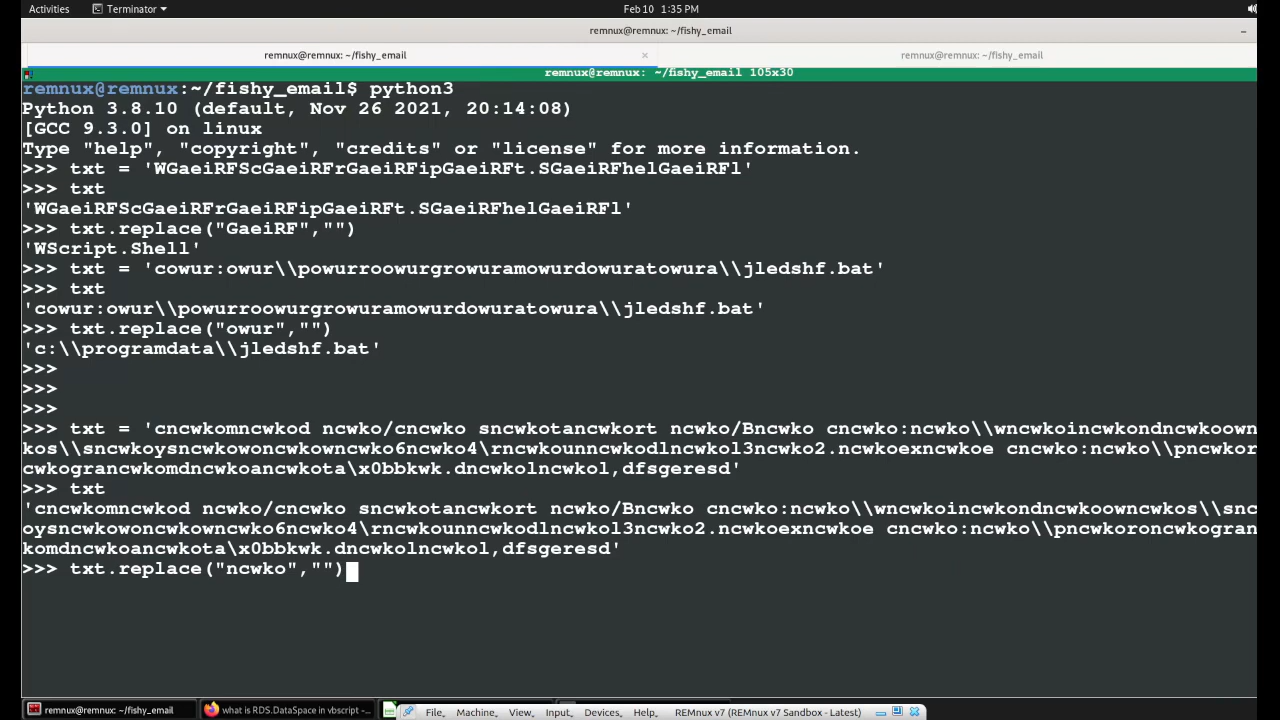 Activities Terminator Feb 10 1:35 PM
remnux@remnux: ~/fishy_email
remnux@remnux: ~/fishy_email × remnux@remnux: ~/fishy_email
remnux@remnux: ~/fishy_email 105x30
remnux@remnux:~/fishy_email$ python3
Python 3.8.10 (default, Nov 26 2021, 20:14:08)
[GCC 9.3.0] on linux
Type "help", "copyright", "credits" or "license" for more information.
>>> txt = 'WGaeiRFScGaeiRFrGaeiRFipGaeiRFt.SGaeiRFhelGaeiRFl'
>>> txt
'WGaeiRFScGaeiRFrGaeiRFipGaeiRFt.SGaeiRFhelGaeiRFl'
>>> txt.replace("GaeiRF","")
'WScript.Shell'
>>> txt = 'cowur:owur\\powurroowurgrowuramowurdowuratowura\\jledshf.bat'
>>> txt
'cowur:owur\\powurroowurgrowuramowurdowuratowura\\jledshf.bat'
>>> txt.replace("owur","")
'c:\\programdata\\jledshf.bat'
>>>
>>>
>>>
>>> txt = 'cncwkomncwkod ncwko/cncwko sncwkotancwkort ncwko/Bncwko cncwko:ncwko\\wncwkoincwkondncwkoown
kos\\sncwkoysncwkowoncwkowncwko6ncwko4\rncwkounncwkodlncwkol3ncwko2.ncwkoexncwkoe cncwko:ncwko\\pncwkor
cwkograncwkomdncwkoancwkota\x0bbkwk.dncwkolncwkol,dfsgeresd'
>>> txt
'cncwkomncwkod ncwko/cncwko sncwkotancwkort ncwko/Bncwko cncwko:ncwko\\wncwkoincwkondncwkoowncwkos\\snc
oysncwkowoncwkowncwko6ncwko4\rncwkounncwkodlncwkol3ncwko2.ncwkoexncwkoe cncwko:ncwko\\pncwkoroncwkogran
komdncwkoancwkota\x0bbkwk.dncwkolncwkol,dfsgeresd'
>>> txt.replace("ncwko","")
remnux@remnux: ~/fishy_email what is RDS.DataSpace in vbscript -... File Machine View Input Devices Help REMnux v7 (REMnux v7 Sandbox - Latest)